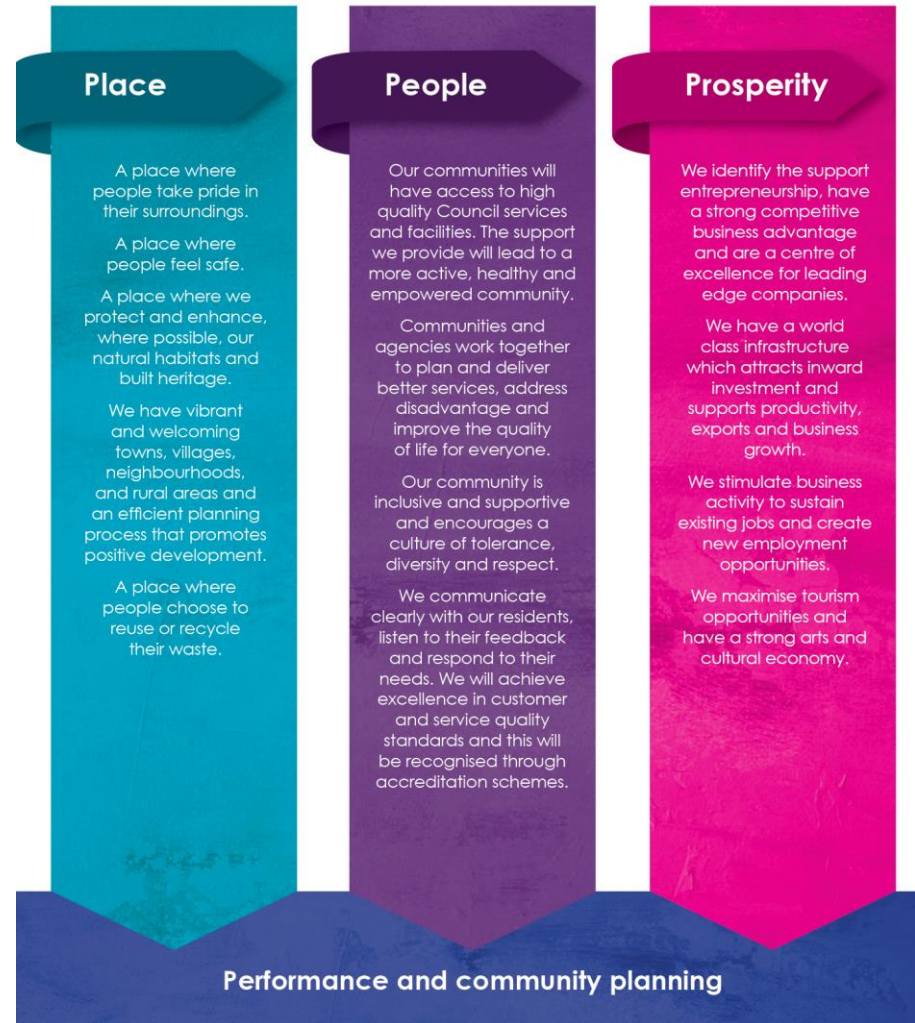 Place
A place where
people take pride in
their surroundings.
A place where
people feel safe.
A place where we
protect and enhance,
where possible, our
natural habitats and
built heritage.
We have vibrant
and welcoming
towns, villages,
neighbourhoods,
and rural areas and
an efficient planning
process that promotes
positive development.
A place where
people choose to
reuse or recycle
their waste.
People
Our communities will
have access to high
quality Council services
and facilities. The support
we provide will lead to a
more active, healthy and
empowered community.
Communities and
agencies work together
to plan and deliver
better services, address
disadvantage and
improve the quality
of life for everyone.
Our community is
inclusive and supportive
and encourages a
culture of tolerance,
diversity and respect.
We communicate
clearly with our residents,
listen to their feedback
and respond to their
needs. We will achieve
excellence in customer
and service quality
standards and this will
be recognised through
accreditation schemes.
Prosperity
We identify the support
entrepreneurship, have
a strong competitive
business advantage
and are a centre of
excellence for leading
edge companies.
We have a world
class infrastructure
which attracts inward
investment and
supports productivity,
exports and business
growth.
We stimulate business
activity to sustain
existing jobs and create
new employment
opportunities.
We maximise tourism
opportunities and
have a strong arts and
cultural economy.
Performance and community planning